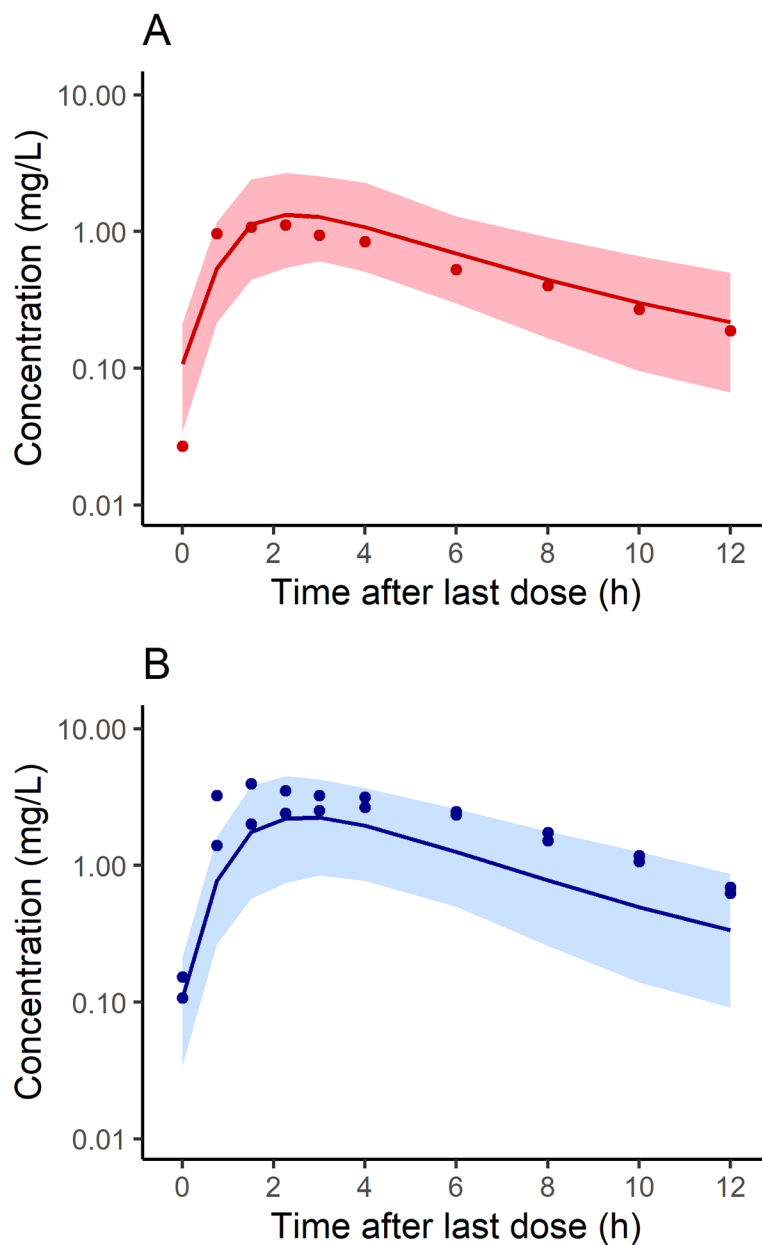 A
10.00
1.00
0.10
0.01
Concentration (mg/L)
0 2 4 6 8 10 12
Time after last dose (h)
B
10.00
1.00
0.10
0.01
Concentration (mg/L)
0 2 4 6 8 10 12
Time after last dose (h)